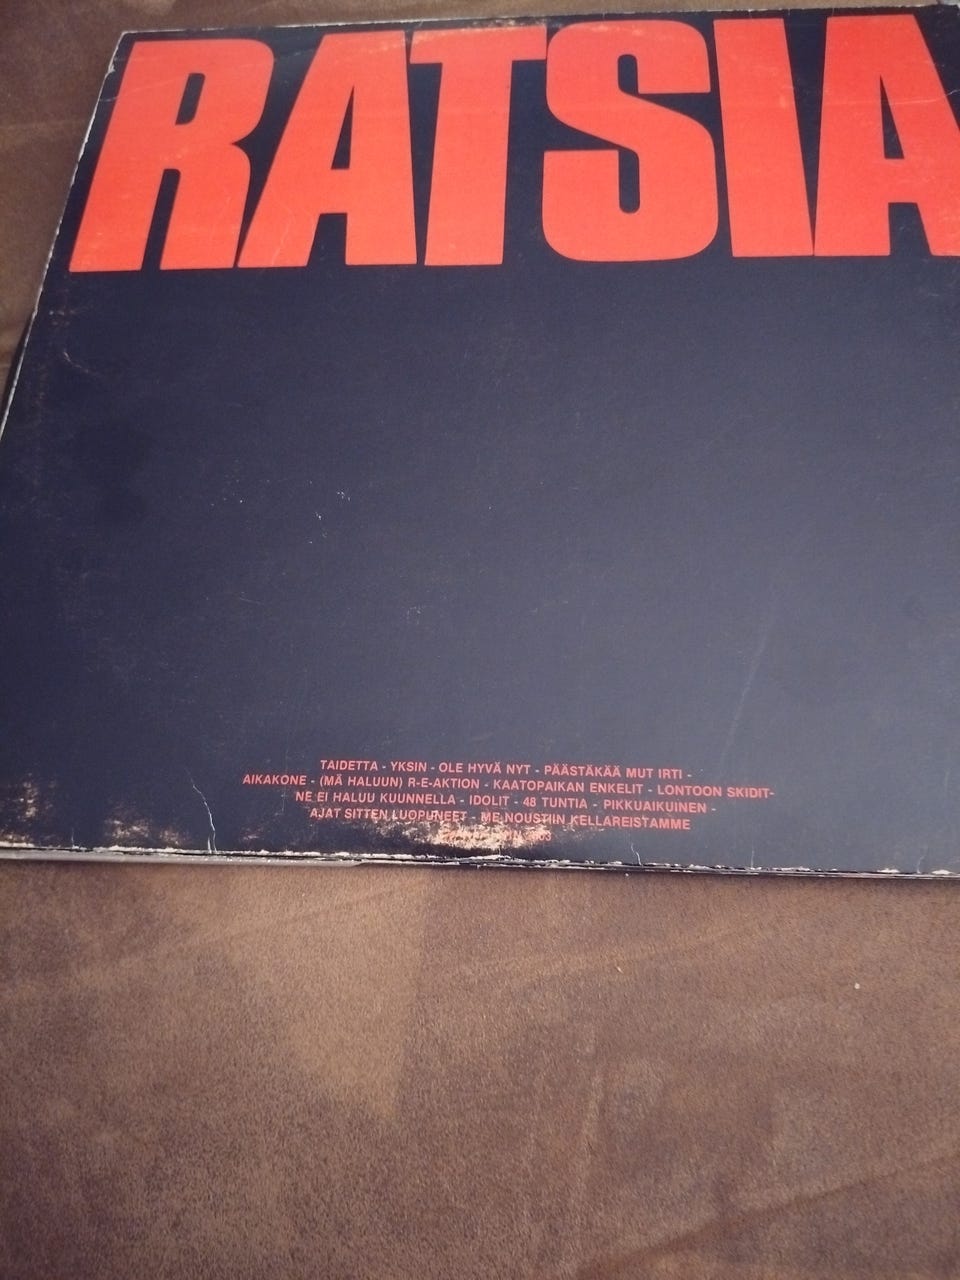 RATSIA
TAIDETTA - YKSIN - OLE HYVÄ NYT - PÄÄSTÄKÄÄ MUT IRTI -
AIKAKONE - (MÄ HALUUN) R-E-AKTION - KAATOPAIKAN ENKELIT - LONTOON SKIDIT-
NE EI HALUU KUUNNELLA - IDOLIT - 48 TUNTIA - PIKKUAIKUINEN -
AJAT SITTEN LUOPUNEET - ME NOUSTIIN KELLAREISTAMME